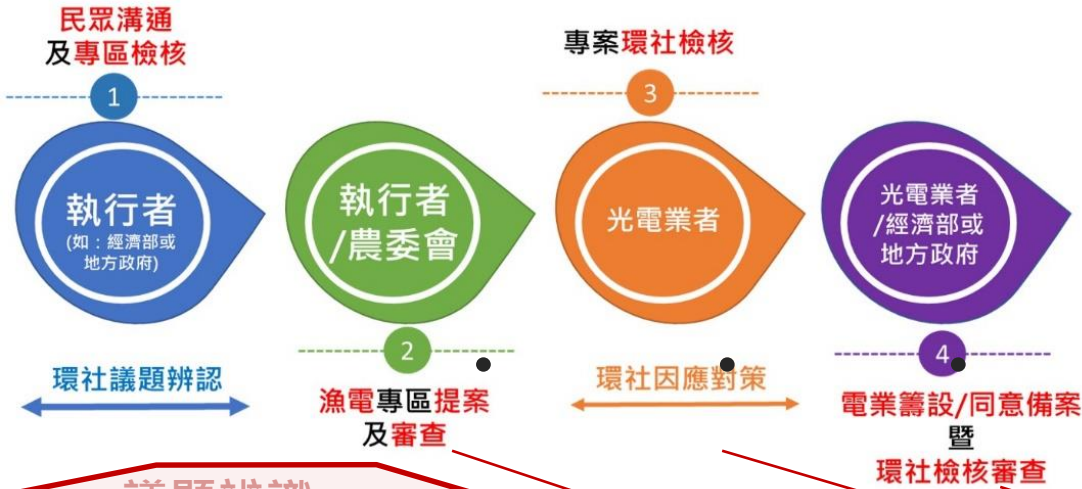 民眾溝通
及專區檢核
1
執行者
(如：經濟部或
地方政府)
環社議題辨認
執行者
/農委會
2
漁電專區提案
及審查
專案環社檢核
3
光電業者
環社因應對策
光電業者
/經濟部或
地方政府
4
電業籌設/同意備案
暨
環社檢核審查
議題辨識